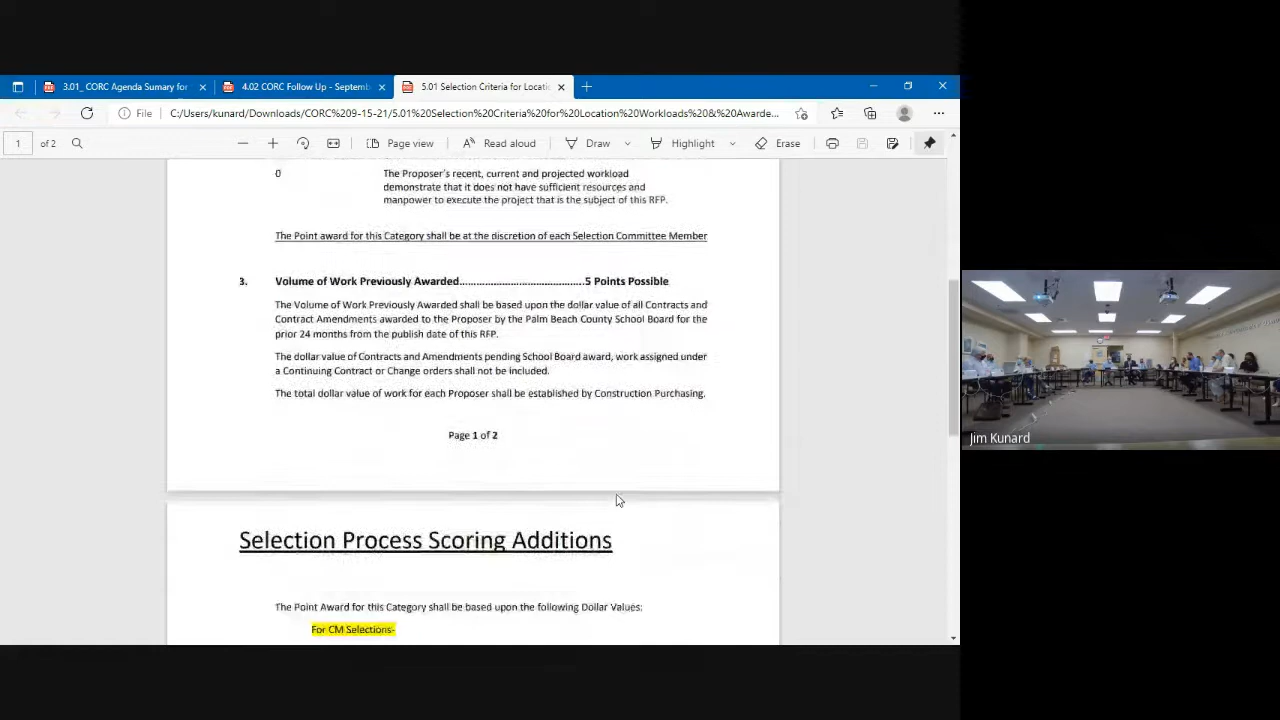 3.01_ CORC Agenda Sumary for
4.02 CORC Follow Up - Septemb
5.01 Selection Criteria for Locatic
File
C:/Users/kunard/Downloads/CORC%209-15-21/5.01%20Selection%20Criteria%20for%20Location%20Workloads%20&%20Awarde...
1
of 2
Page view
Read aloud
Draw
Highlight
Erase
0
The Proposer's recent, current and projected workload
demonstrate that it does not have sufficient resources and
manpower to execute the project that is the subject of this RFP.
The Point award for this Category shall be at the discretion of each Selection Committee Member
3. Volume of Work Previously Awarded..............................................5 Points Possible
The Volume of Work Previously Awarded shall be based upon the dollar value of all Contracts and
Contract Amendments awarded to the Proposer by the Palm Beach County School Board for the
prior 24 months from the publish date of this RFP.
The dollar value of Contracts and Amendments pending School Board award, work assigned under
a Continuing Contract or Change orders shall not be included.
The total dollar value of work for each Proposer shall be established by Construction Purchasing.
Page 1 of 2
Selection Process Scoring Additions
The Point Award for this Category shall be based upon the following Dollar Values:
For CM Selections-
Jim Kunard